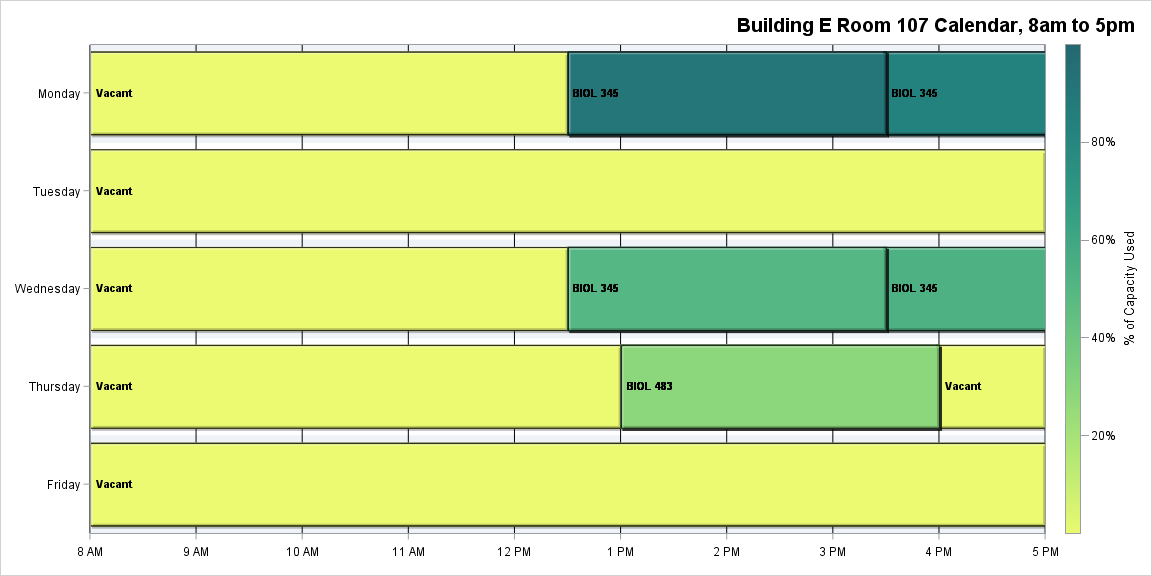 Building E Room 107 Calendar, 8am to 5pm
Monday
Vacant
BIOL 345
BIOL 345
Tuesday
Vacant
Wednesday
Vacant
BIOL 345
BIOL 345
Thursday
Vacant
BIOL 483
Vacant
Friday
Vacant
8 AM
9 AM
10 AM
11 AM
12 PM
1 PM
2 PM
3 PM
4 PM
5 PM
80%
60%
40%
20%
% of Capacity Used